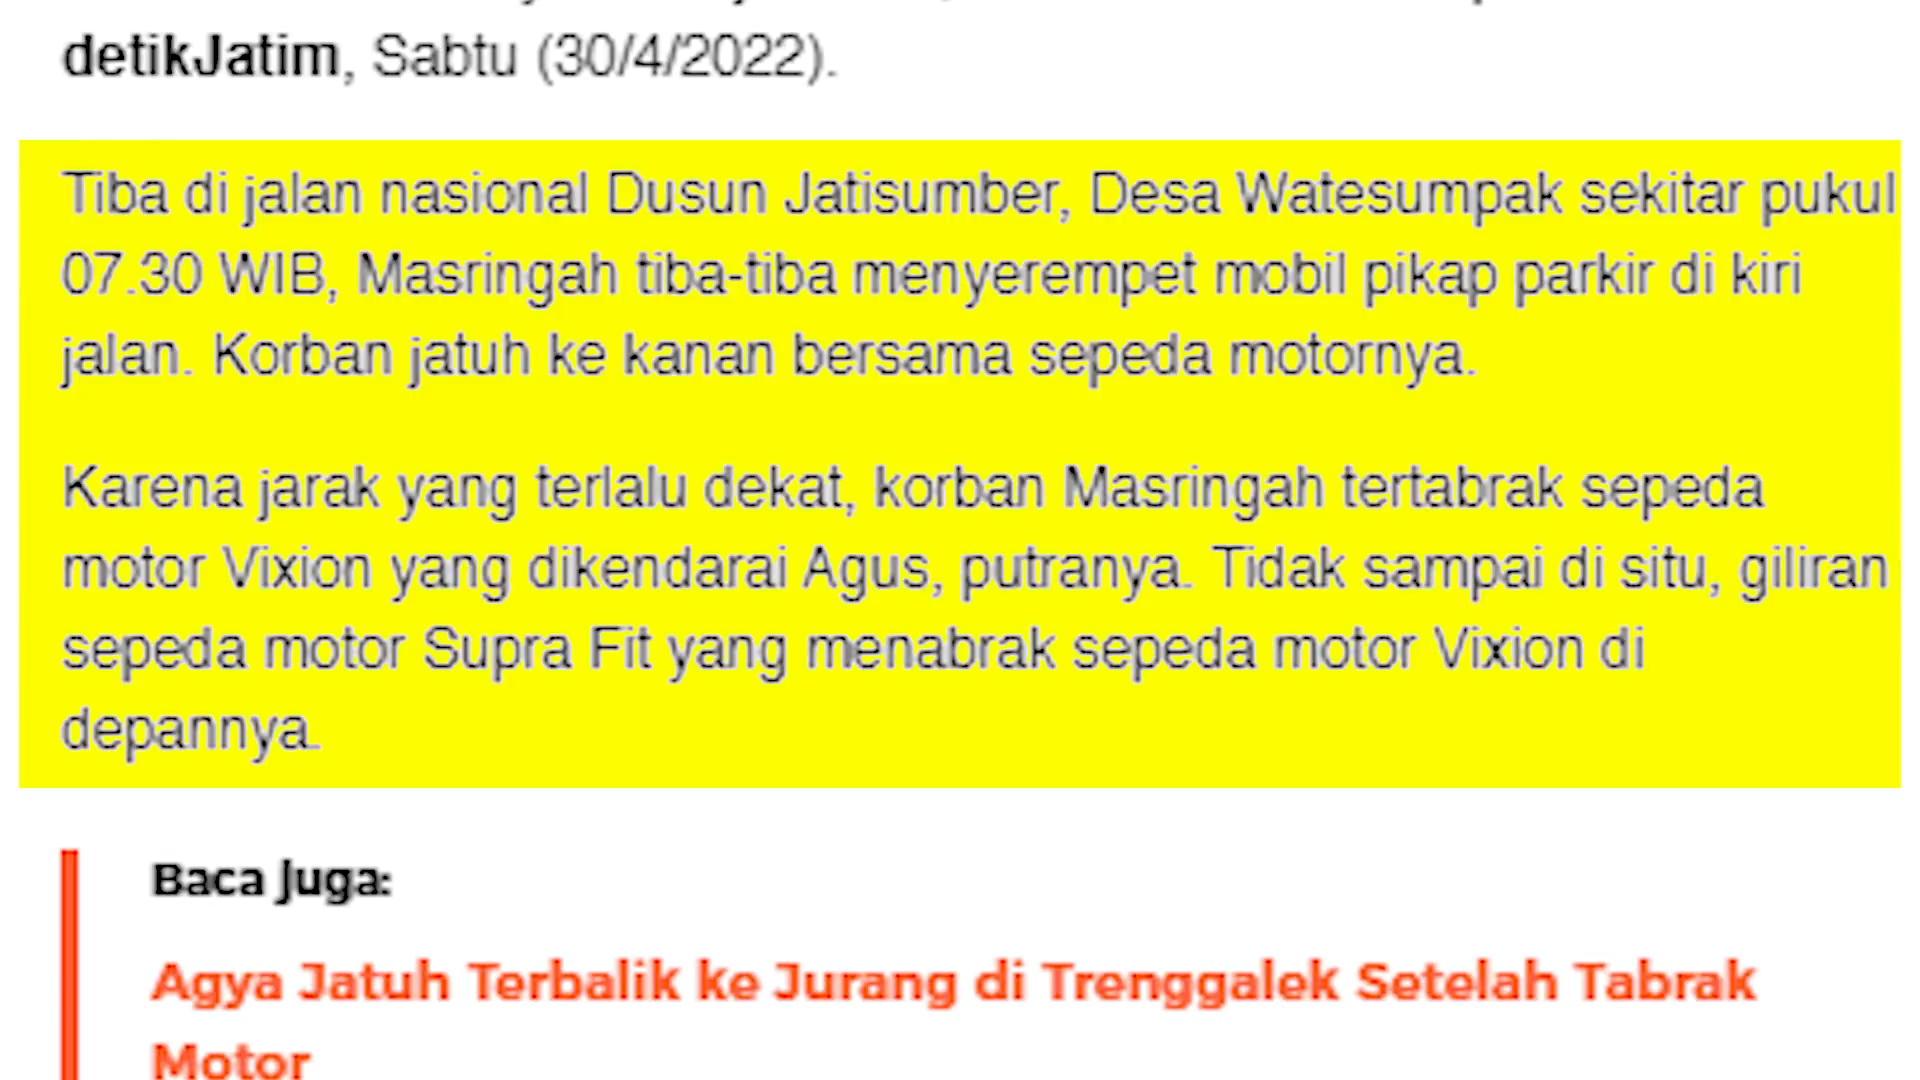 detikJatim, Sabtu (30/4/2022).
Tiba di jalan nasional Dusun Jatisumber, Desa Watesumpak sekitar pukul
07.30 WIB, Masringah tiba-tiba menyerempet mobil pikap parkir di kiri
jalan. Korban jatuh ke kanan bersama sepeda motornya.
Karena jarak yang terlalu dekat, korban Masringah tertabrak sepeda
motor Vixion yang dikendarai Agus, putranya. Tidak sampai di situ, giliran
sepeda motor Supra Fit yang menabrak sepeda motor Vixion di
depannya.
Baca Juga:
Agya Jatuh Terbalik ke Jurang di Trenggalek Setelah Tabrak
Motor